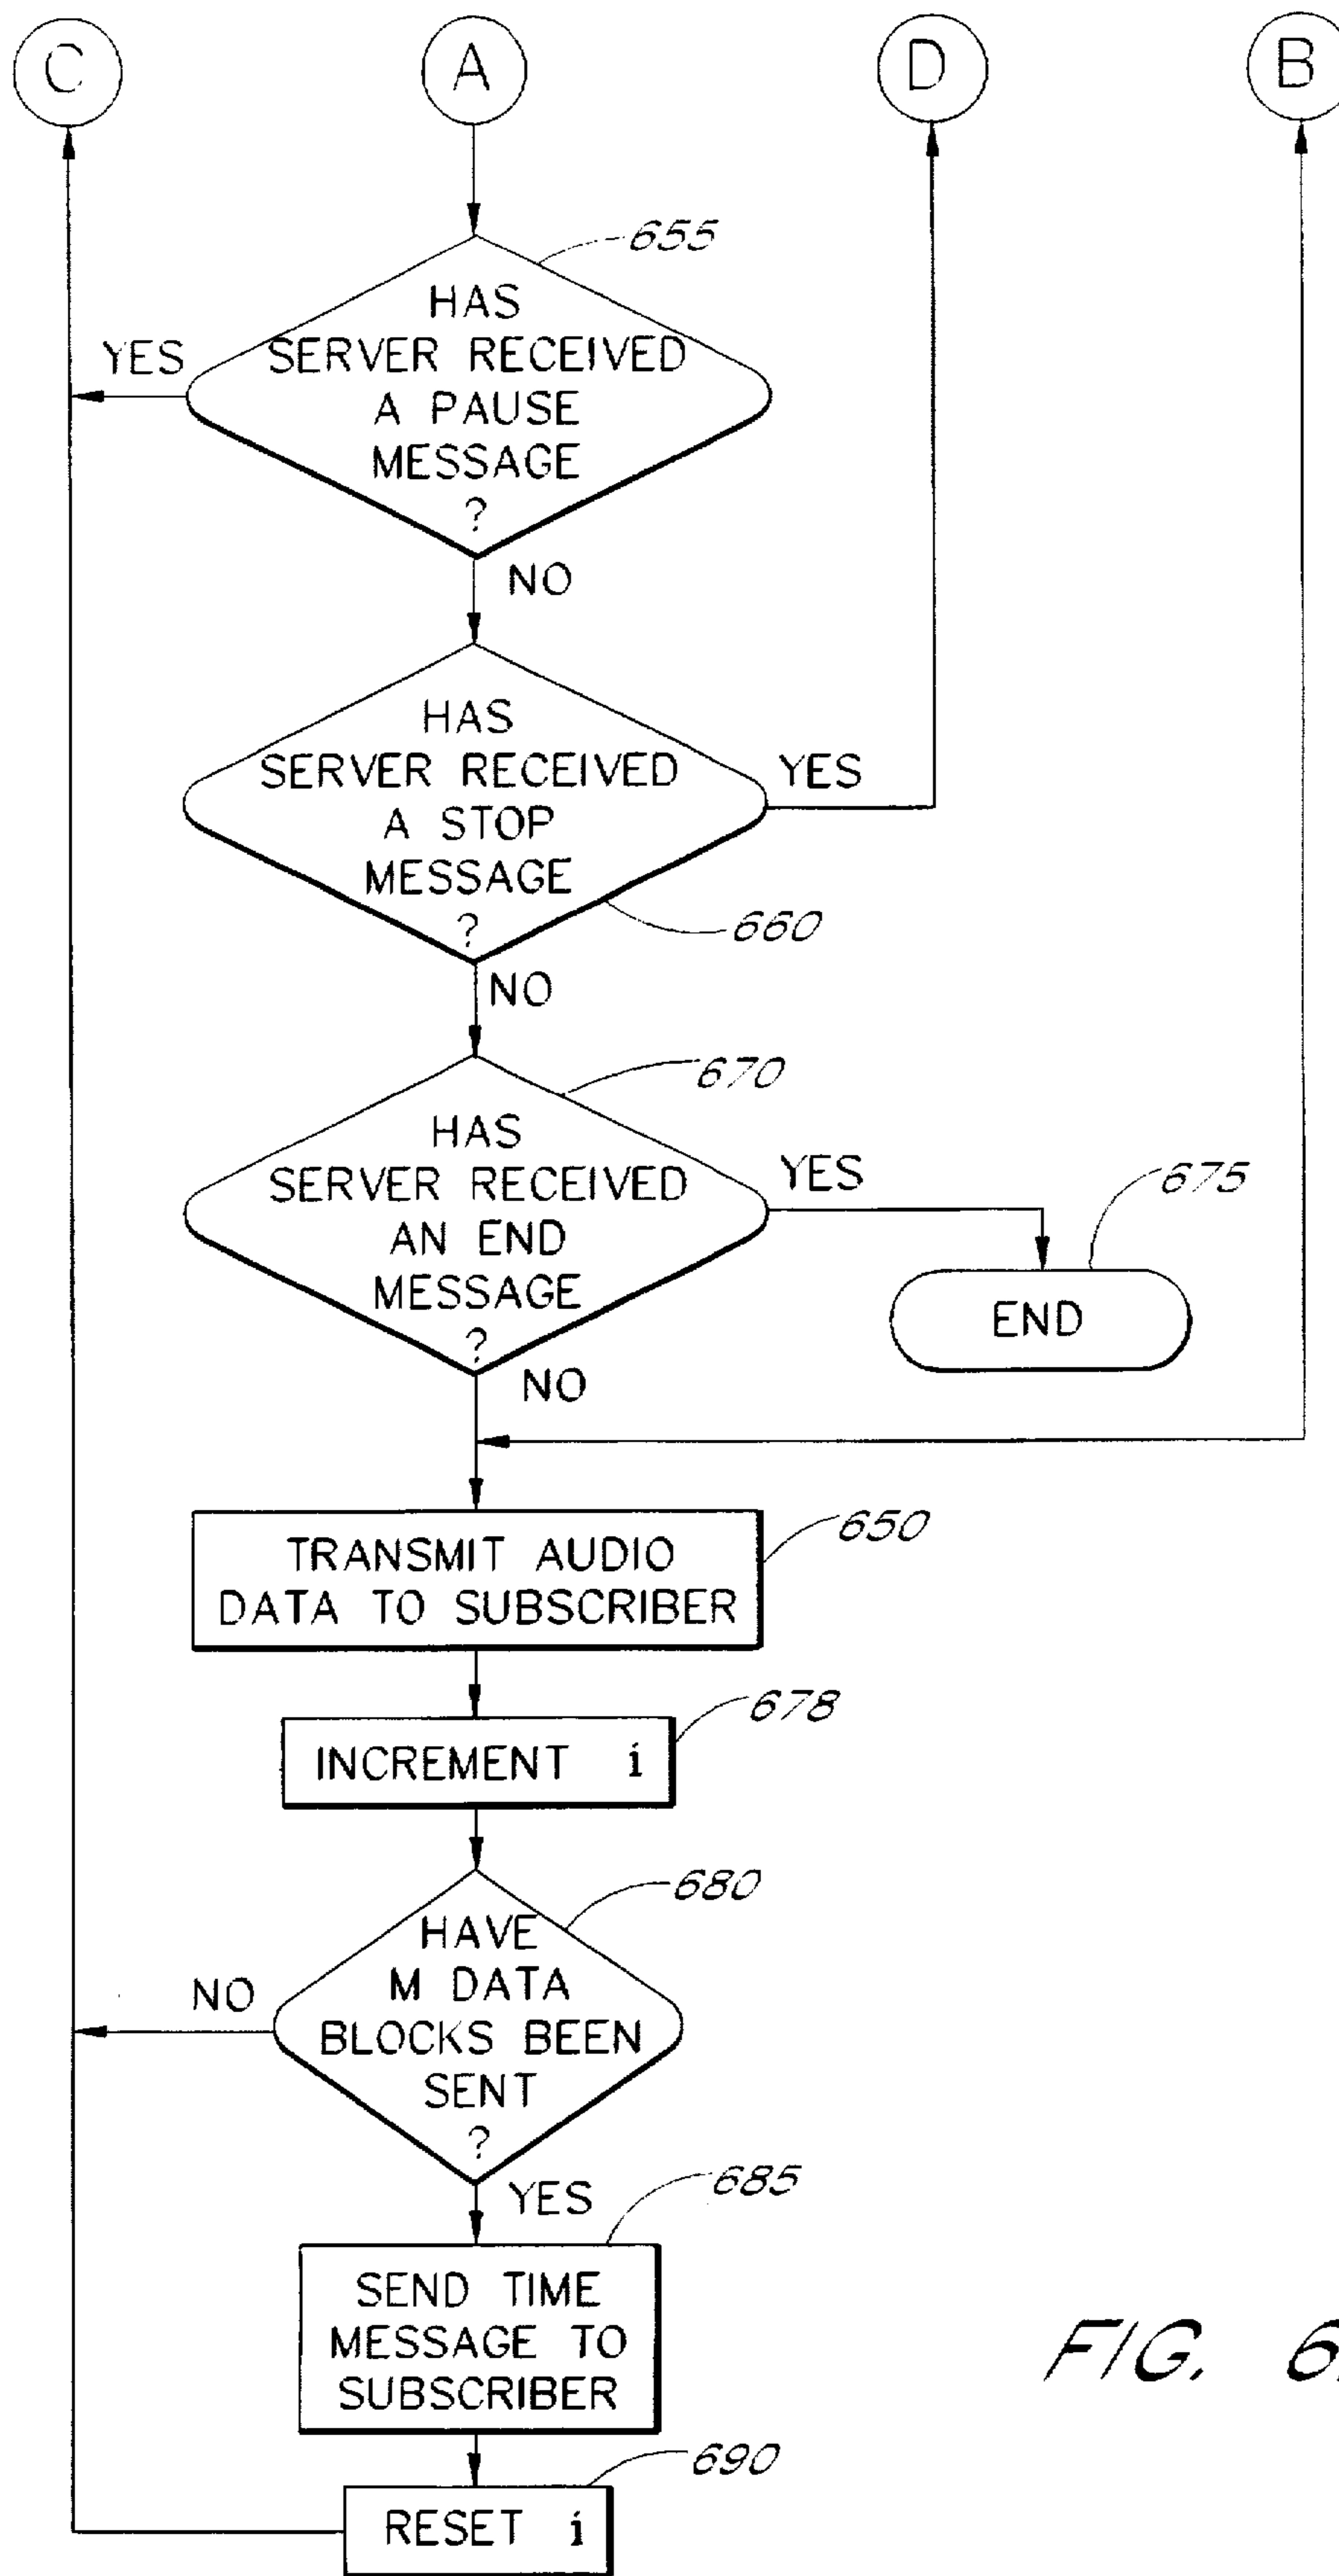 C A D B
655
HAS
SERVER RECEIVED
A PAUSE
MESSAGE
?
YES
NO
HAS
SERVER RECEIVED
A STOP
MESSAGE
?
YES
660
NO
670
HAS
SERVER RECEIVED
AN END
MESSAGE
?
YES
675
END
NO
650
TRANSMIT AUDIO
DATA TO SUBSCRIBER
678
INCREMENT i
680
HAVE
M DATA
BLOCKS BEEN
SENT
?
NO
YES
685
SEND TIME
MESSAGE TO
SUBSCRIBER
690
RESET i
FIG.